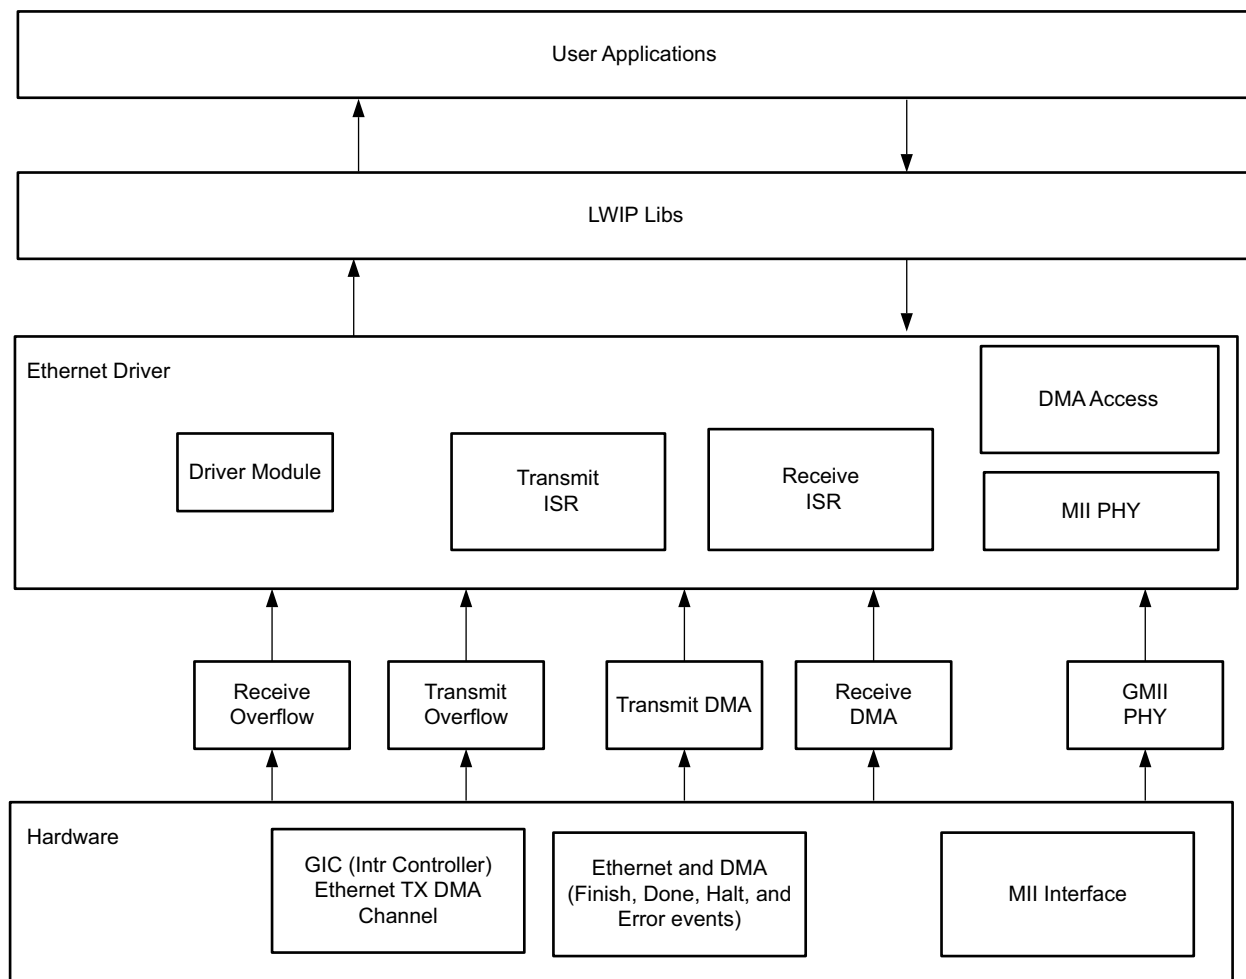 User Applications
LWIP Libs
Ethernet Driver
DMA Access
Driver Module
Transmit
ISR
Receive
ISR
MII PHY
Receive
Overflow
Transmit
Overflow
Transmit DMA
Receive
DMA
GMII
PHY
Hardware
GIC (Intr Controller)
Ethernet TX DMA
Channel
Ethernet and DMA
(Finish, Done, Halt, and
Error events)
MII Interface